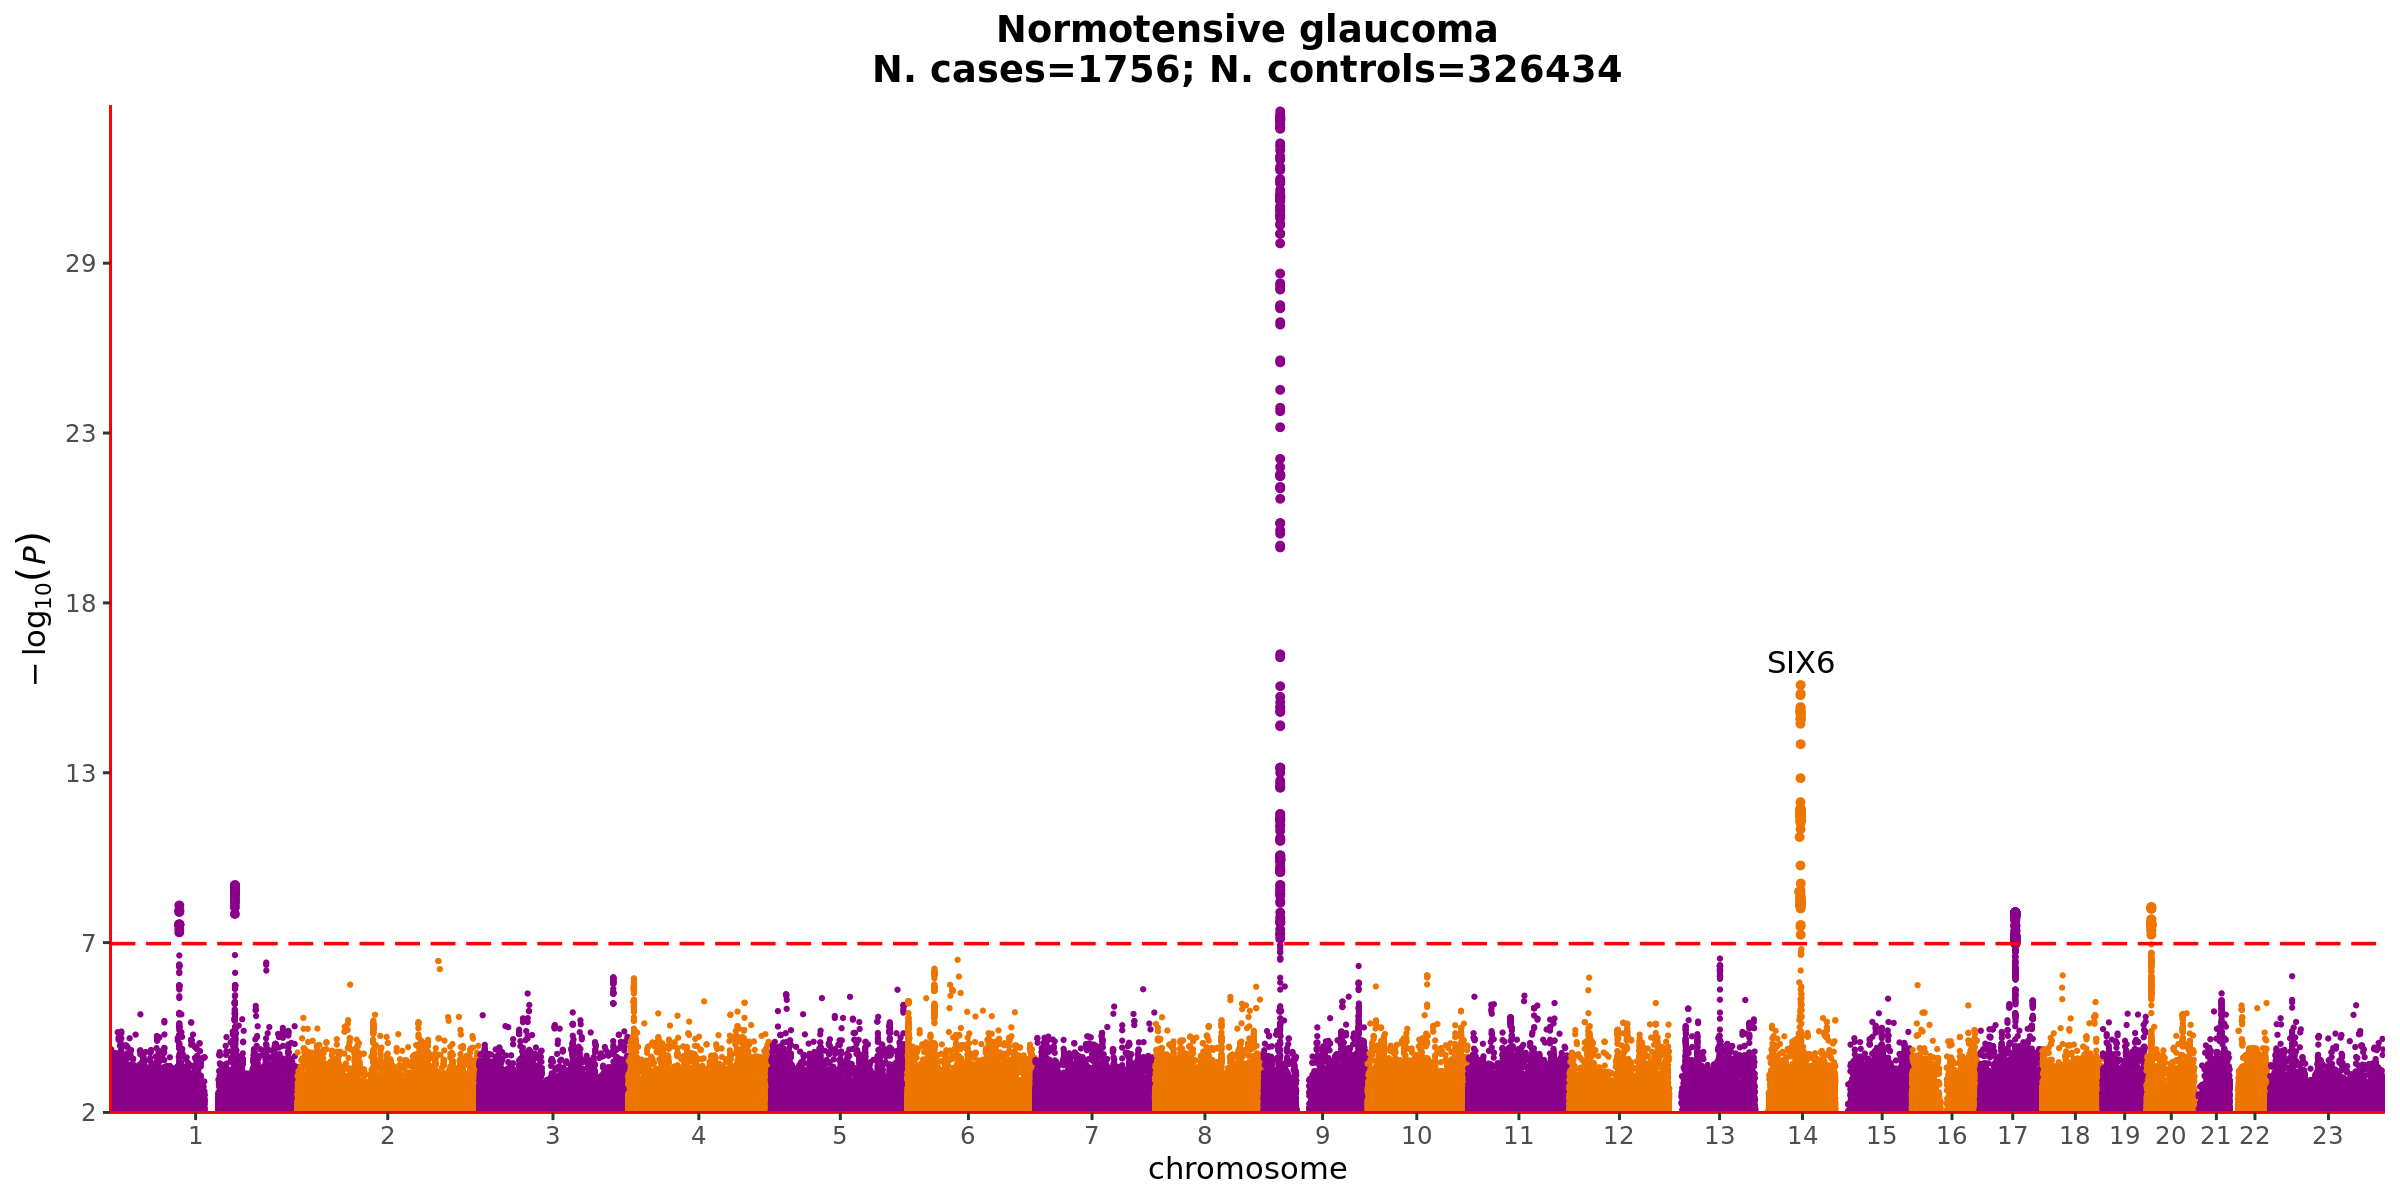 Normotensive glaucoma
N. cases=1756; N. controls=326434
29
23
18
13
7
2
− log10(P)
SIX6
1 2 3 4 5 6 7 8 9 10 11 12 13 14 15 16 17 18 19 20 21 22 23
chromosome